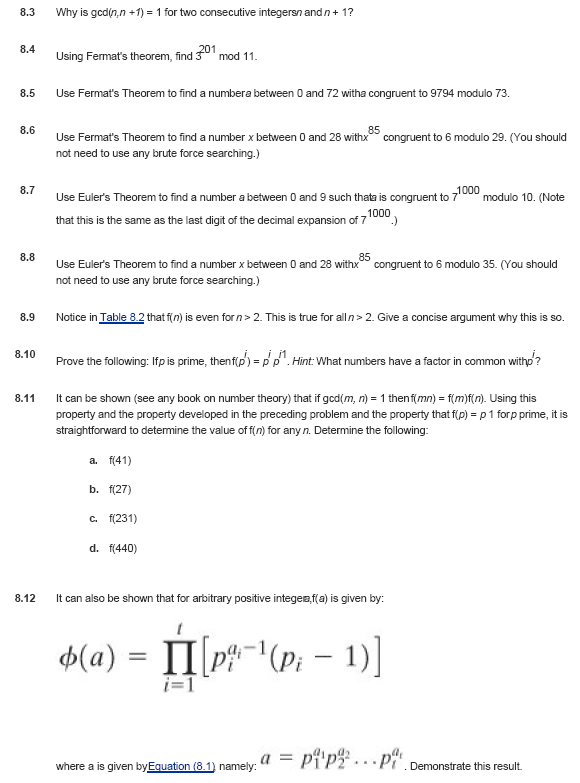 8.3 Why is gcd(n,n +1) = 1 for two consecutive integersn and n + 1?
8.4 Using Fermat's theorem, find 3^201 mod 11.
8.5 Use Fermat's Theorem to find a numbera between 0 and 72 witha congruent to 9794 modulo 73.
8.6 Use Fermat's Theorem to find a number x between 0 and 28 withx^85 congruent to 6 modulo 29. (You should
not need to use any brute force searching.)
8.7 Use Euler's Theorem to find a number a between 0 and 9 such thata is congruent to 7^1000 modulo 10. (Note
that this is the same as the last digit of the decimal expansion of 7^1000.)
8.8 Use Euler's Theorem to find a number x between 0 and 28 withx^85 congruent to 6 modulo 35. (You should
not need to use any brute force searching.)
8.9 Notice in Table 8.2 that f(n) is even for n > 2. This is true for all n > 2. Give a concise argument why this is so.
8.10 Prove the following: Ifp is prime, thenf(p^i) = p^i p^i1. Hint: What numbers have a factor in common withp^i?
8.11 It can be shown (see any book on number theory) that if gcd(m, n) = 1 thenf(mn) = f(m)f(n). Using this
property and the property developed in the preceding problem and the property that f(p) = p 1 for p prime, it is
straightforward to determine the value of f(n) for any n. Determine the following:
a. f(41)
b. f(27)
c. f(231)
d. f(440)
8.12 It can also be shown that for arbitrary positive integera,f(a) is given by:
ϕ(a) = ∏_{i=1}^{t} [p_i^{a_i−1}(p_i − 1)]
where a is given by Equation (8.1), namely: a = p_1^{a_1}p_2^{a_2} . . . p_t^{a_t}. Demonstrate this result.